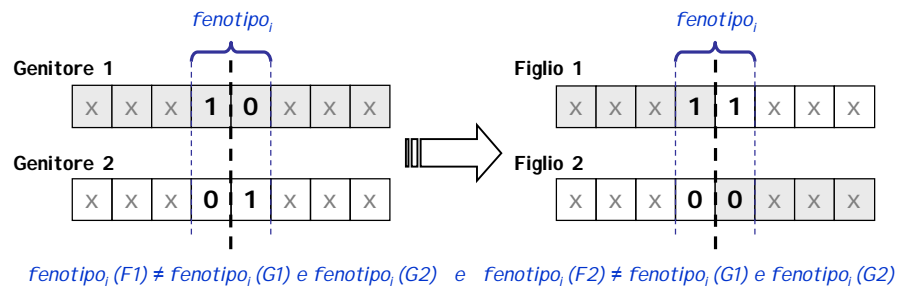 fenotipoi fenotipoi
Genitore 1 Figlio 1
x x x 1 0 x x x x x x 1 1 x x x
Genitore 2 Figlio 2
x x x 0 1 x x x x x x 0 0 x x x
fenotipoi (F1) ≠ fenotipoi (G1) e fenotipoi (G2) e fenotipoi (F2) ≠ fenotipoi (G1) e fenotipoi (G2)